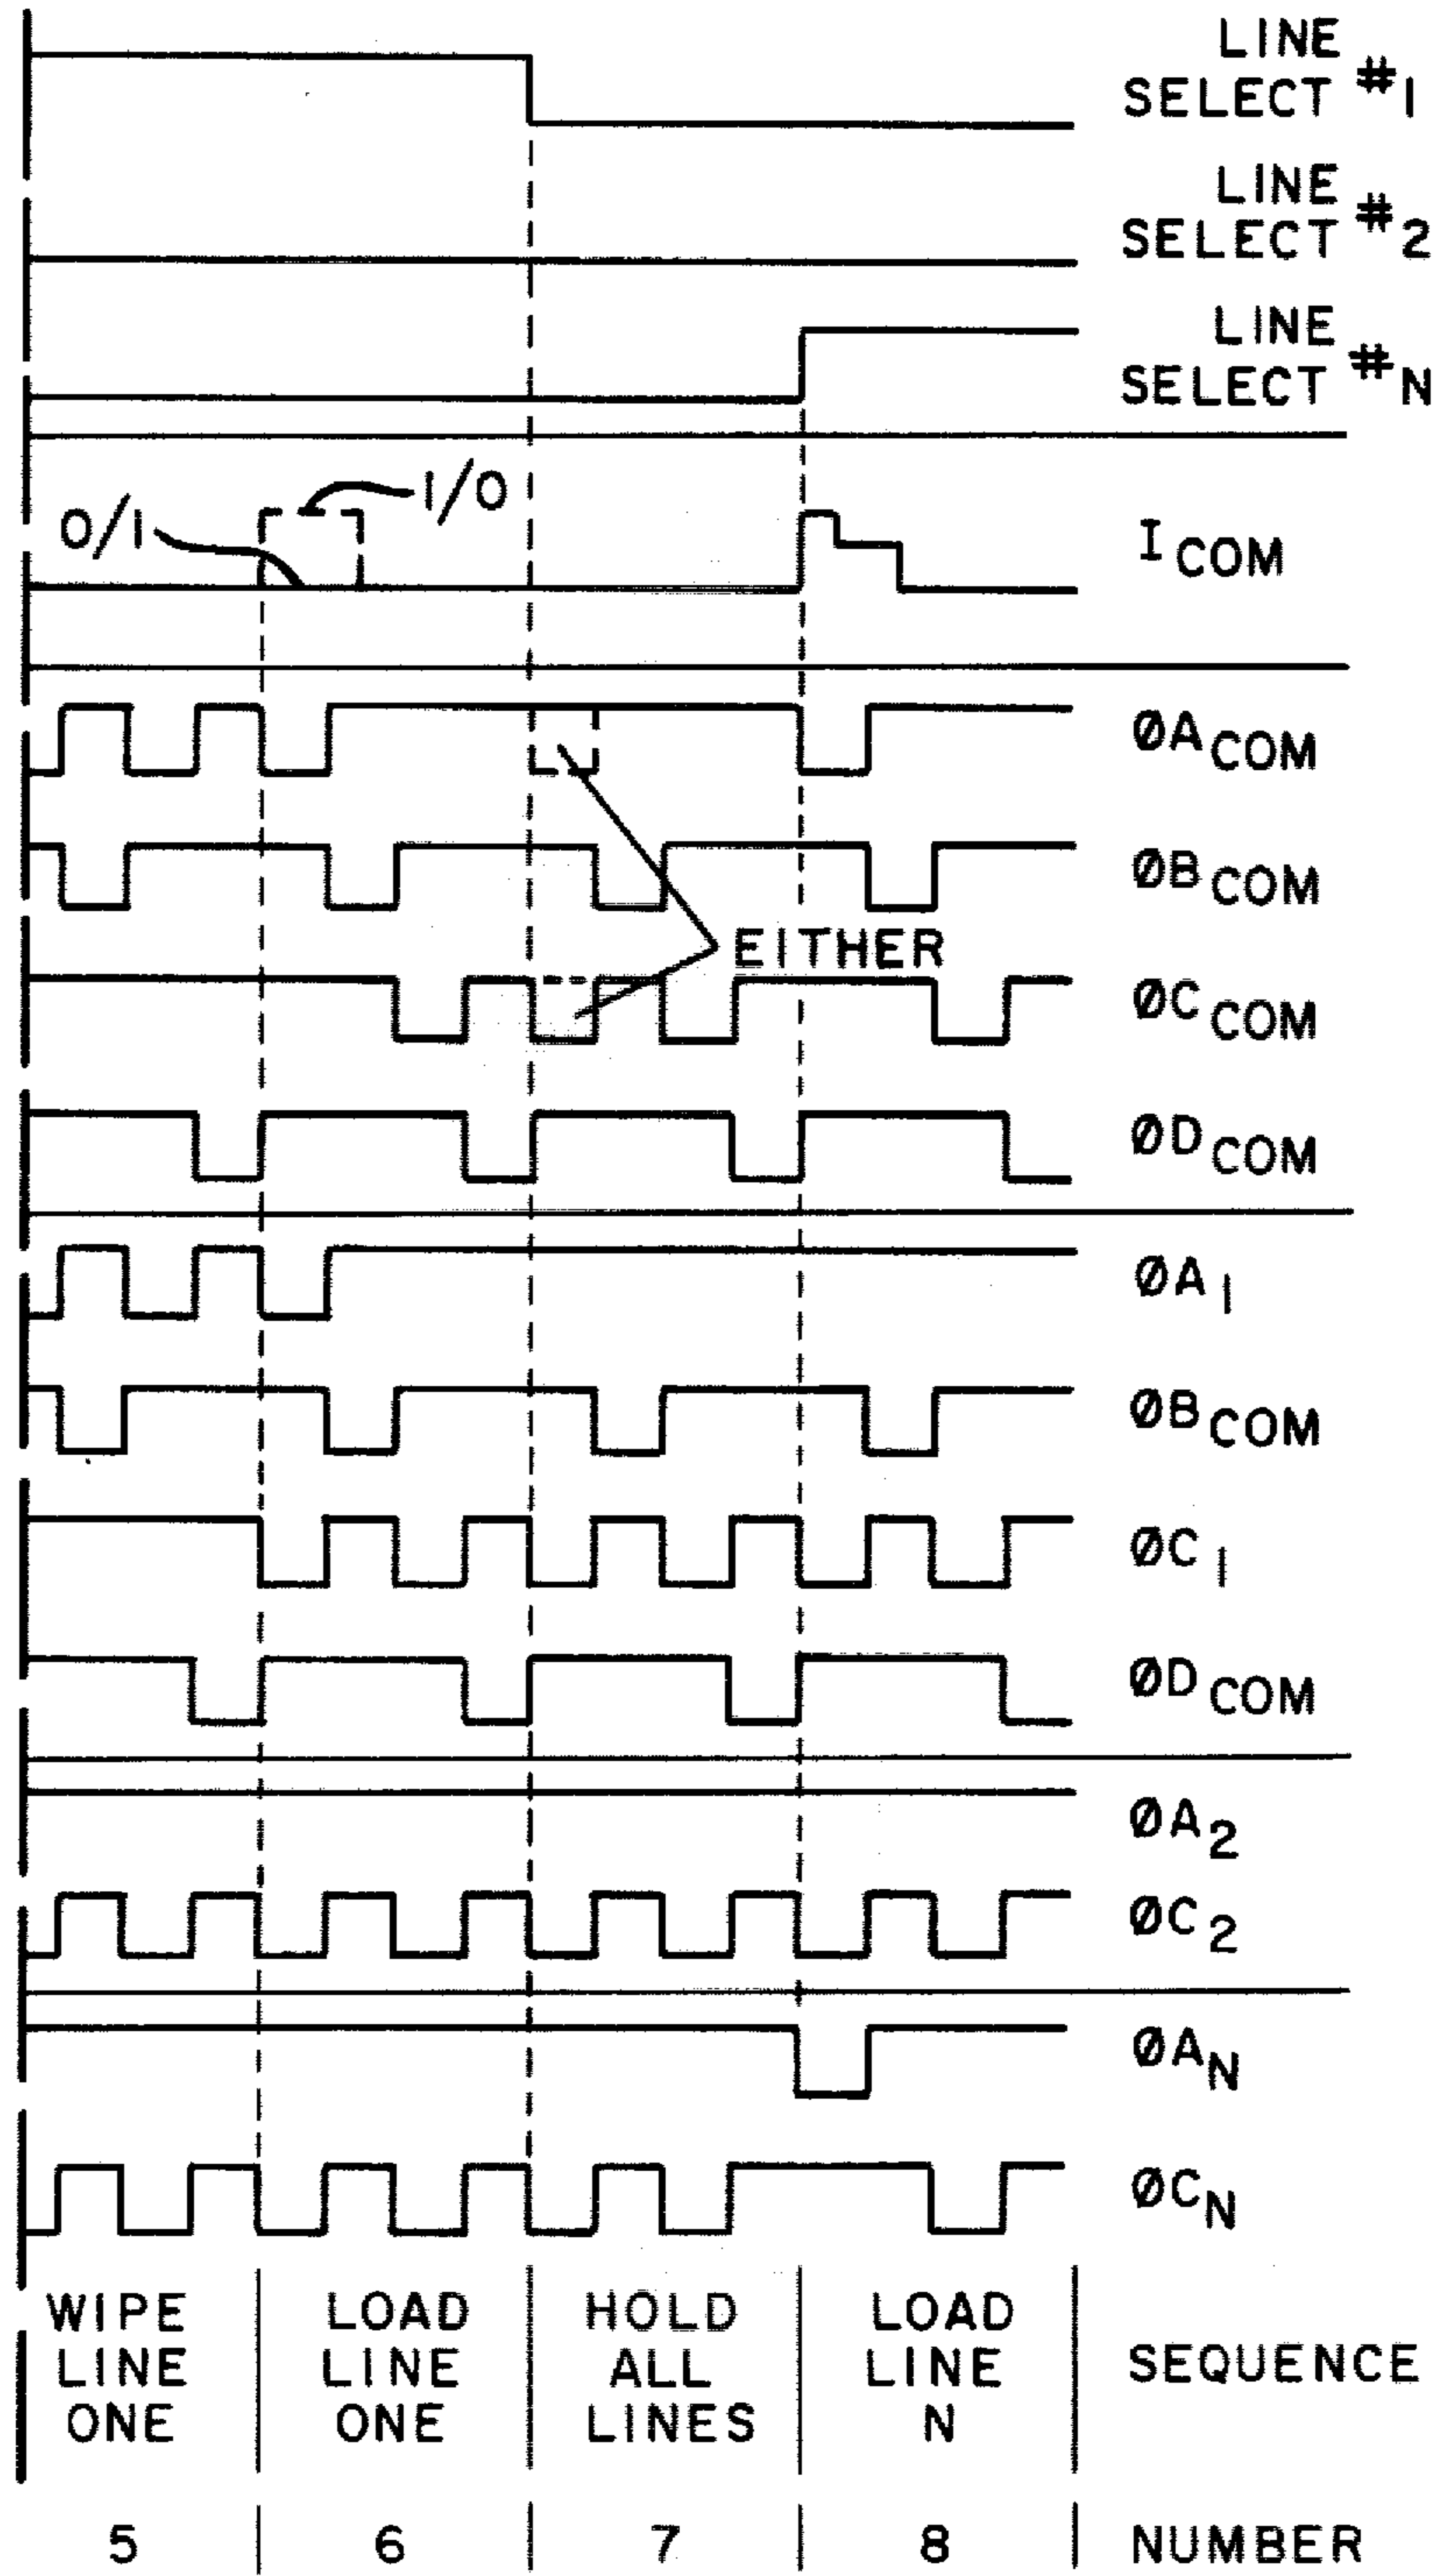 LINE
SELECT #1
LINE
SELECT #2
LINE
SELECT #N
0/1
1/0
I COM
ØA COM
ØB COM
EITHER
ØC COM
ØD COM
ØA 1
ØB COM
ØC 1
ØD COM
ØA 2
ØC 2
ØA N
ØC N
WIPE LINE ONE
LOAD LINE ONE
HOLD ALL LINES
LOAD LINE N
SEQUENCE
5 6 7 8 NUMBER